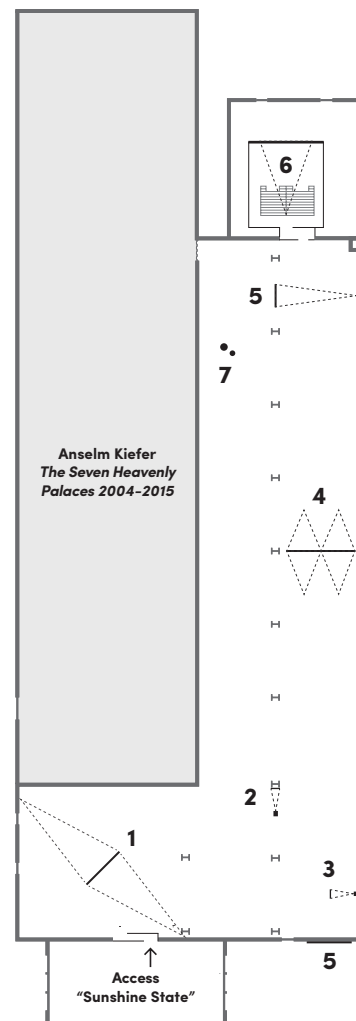 6
5
7
Anselm Kiefer
The Seven Heavenly
Palaces 2004-2015
4
2
1
3
5
Access
“Sunshine State”